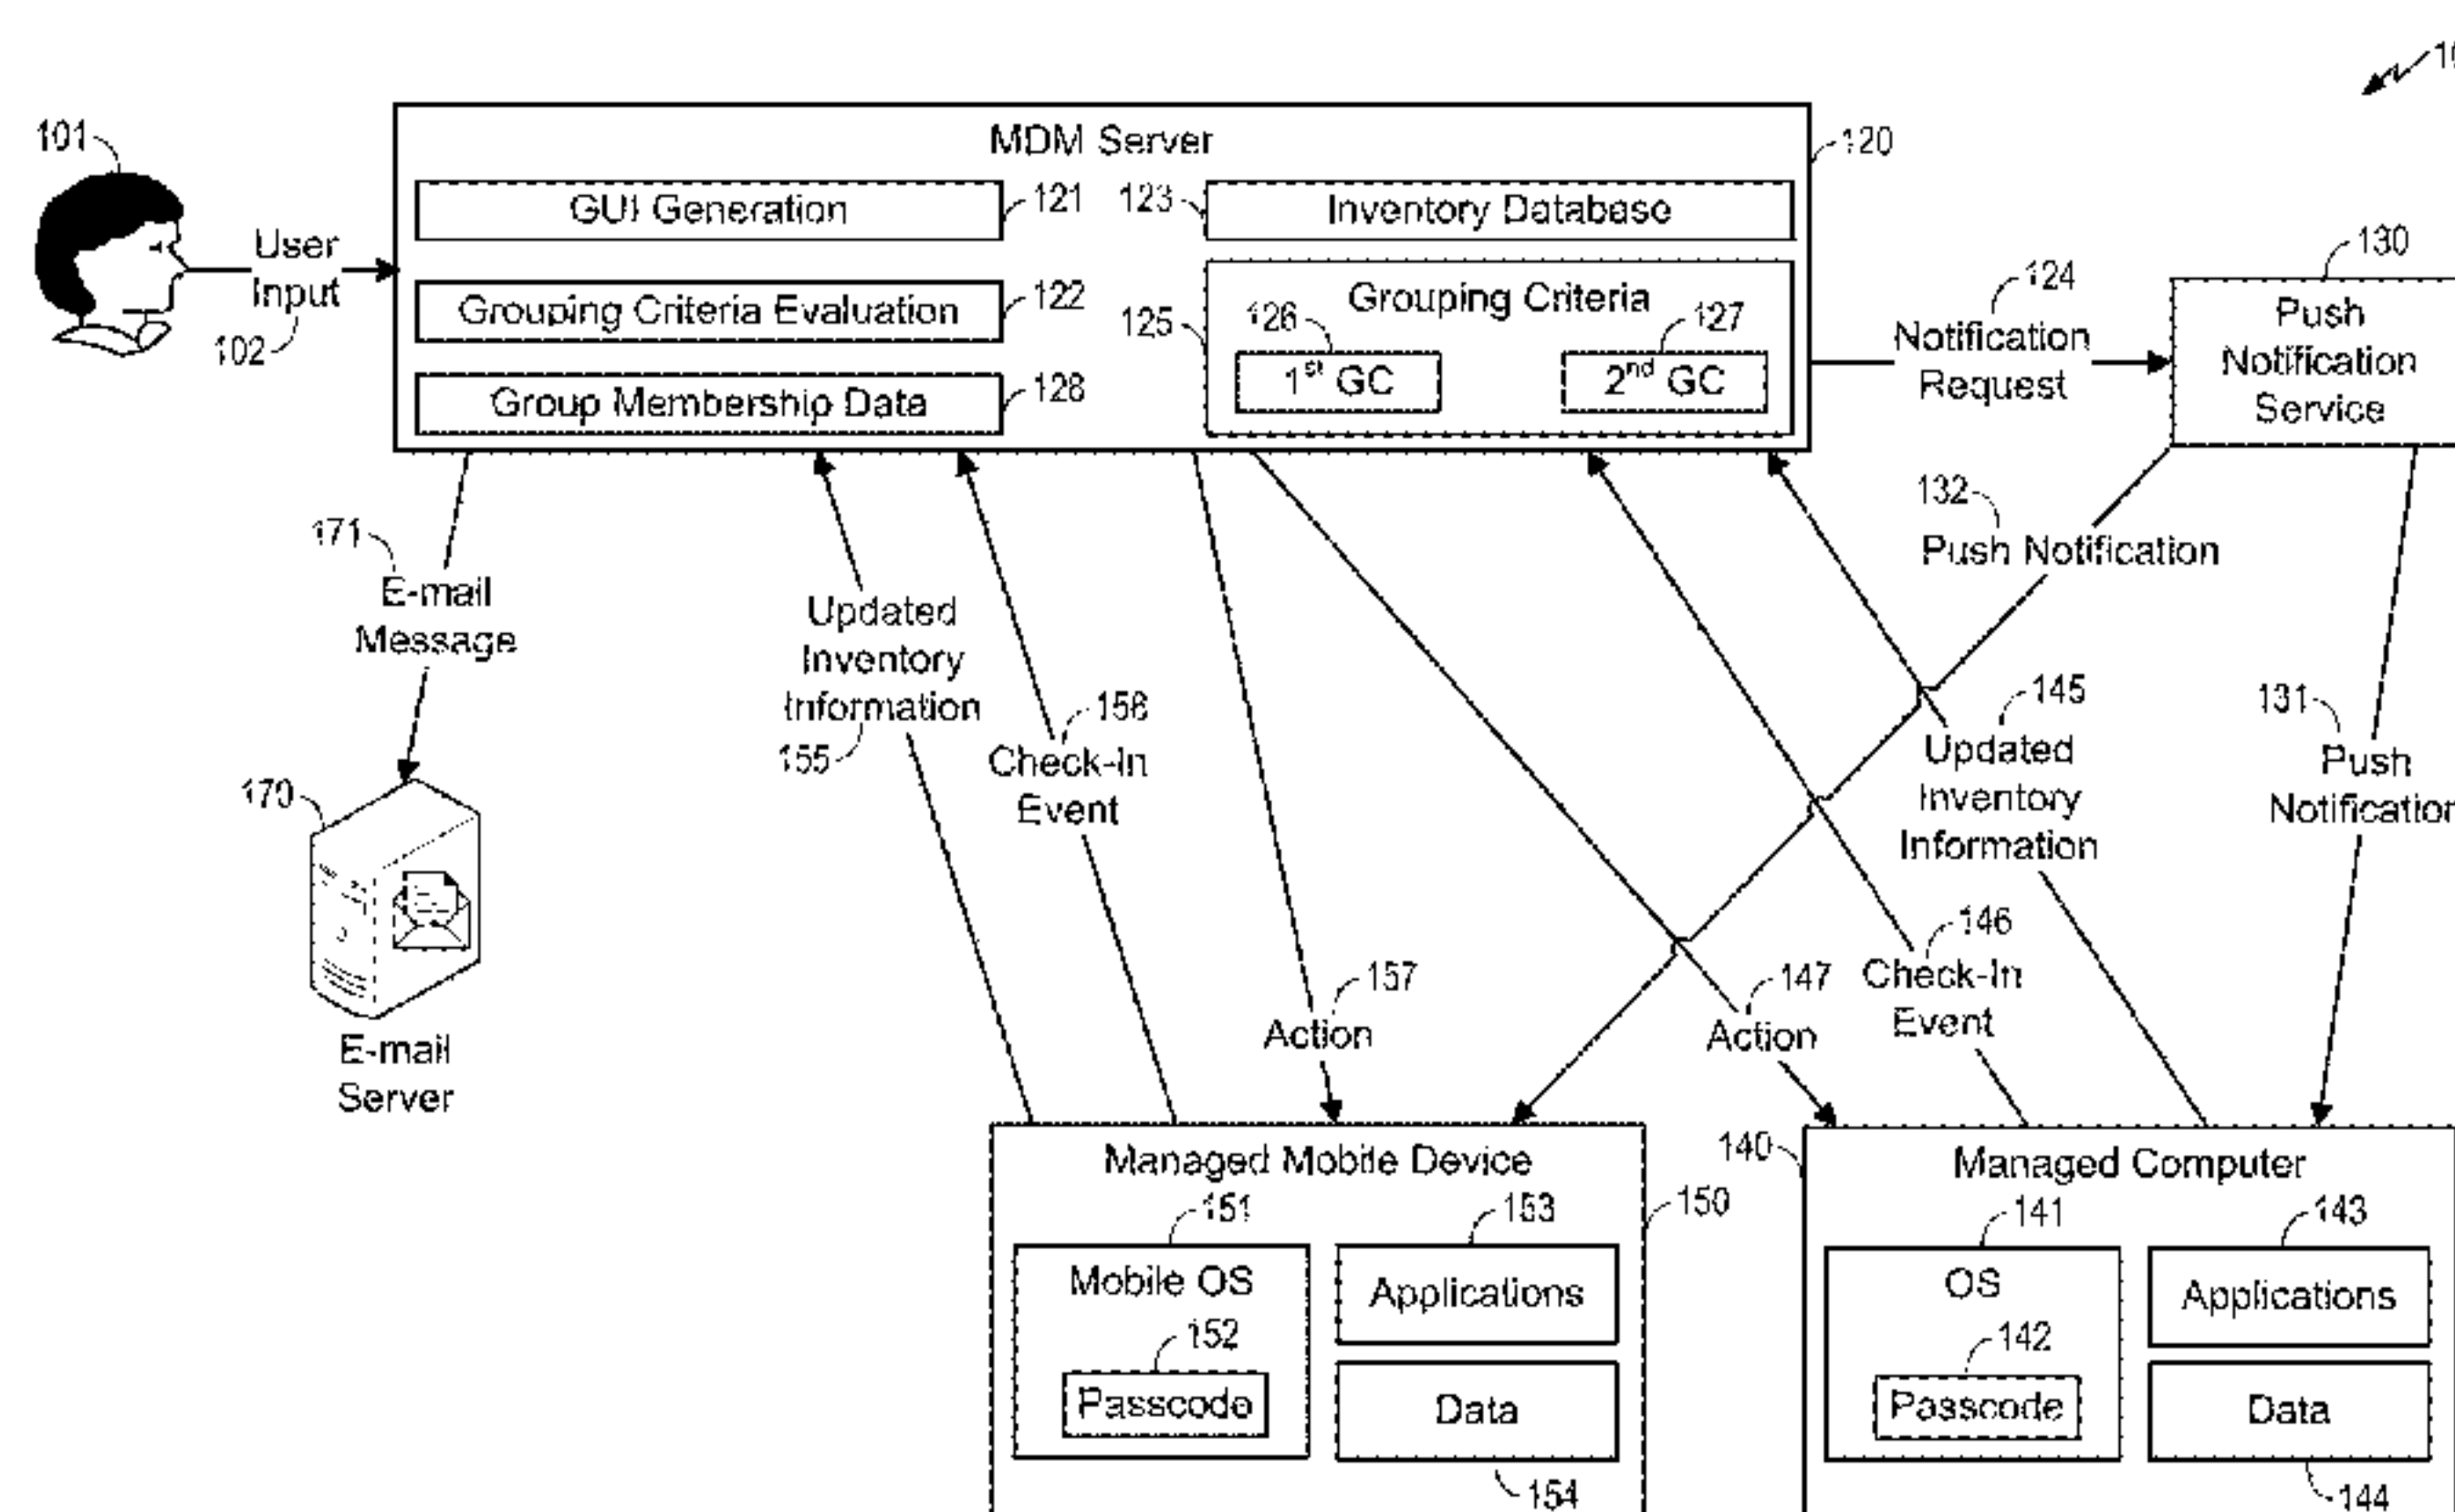 10
101
MDM Server
120
GUI Generation
121
123
Inventory Database
User
Input
102
Grouping Criteria Evaluation
122
125
Grouping Criteria
126
1st GC
127
2nd GC
Group Membership Data
128
124
Notification
Request
130
Push
Notification
Service
171
E-mail
Message
170
E-mail
Server
Updated
Inventory
Information
155
156
Check-In
Event
157
Action
147
Action
132
Push Notification
145
Updated
Inventory
Information
146
Check-In
Event
131
Push
Notification
Managed Mobile Device
150
151
Mobile OS
152
Passcode
153
Applications
Data
154
140
Managed Computer
141
OS
142
Passcode
143
Applications
Data
144